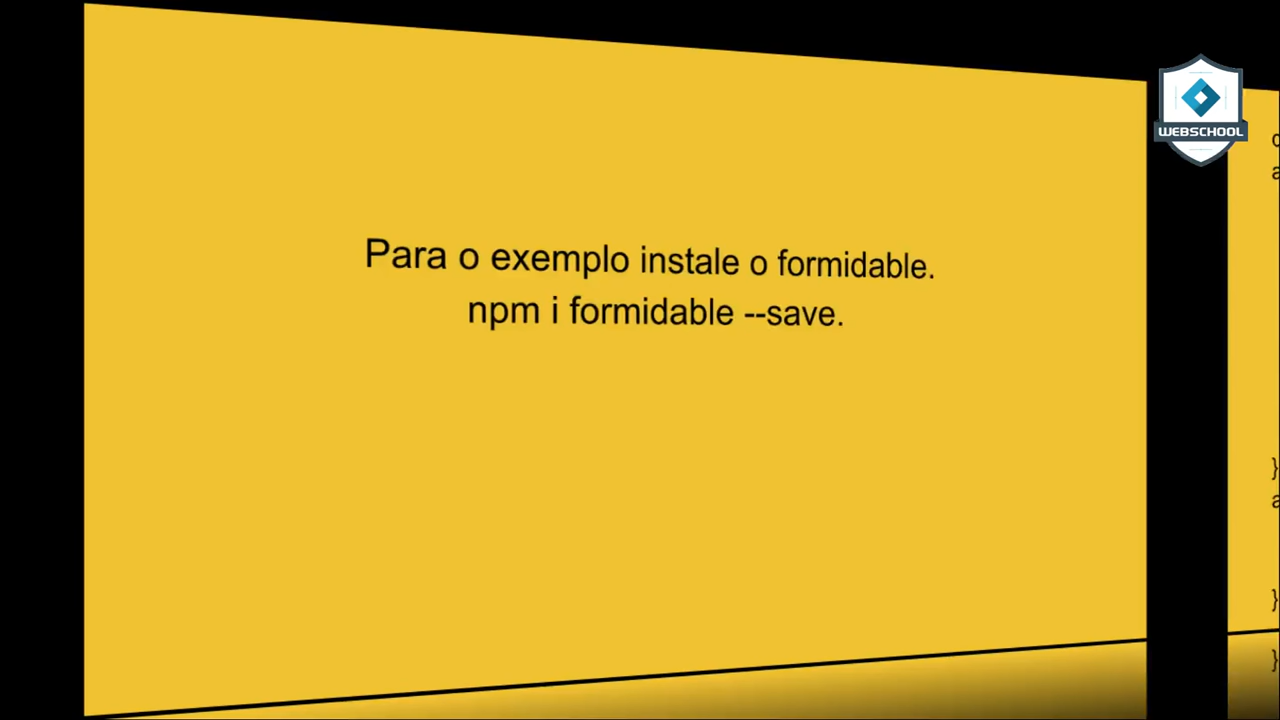 Para o exemplo instale o formidable.
npm i formidable --save.
WEBSCHOOL
}
}
}